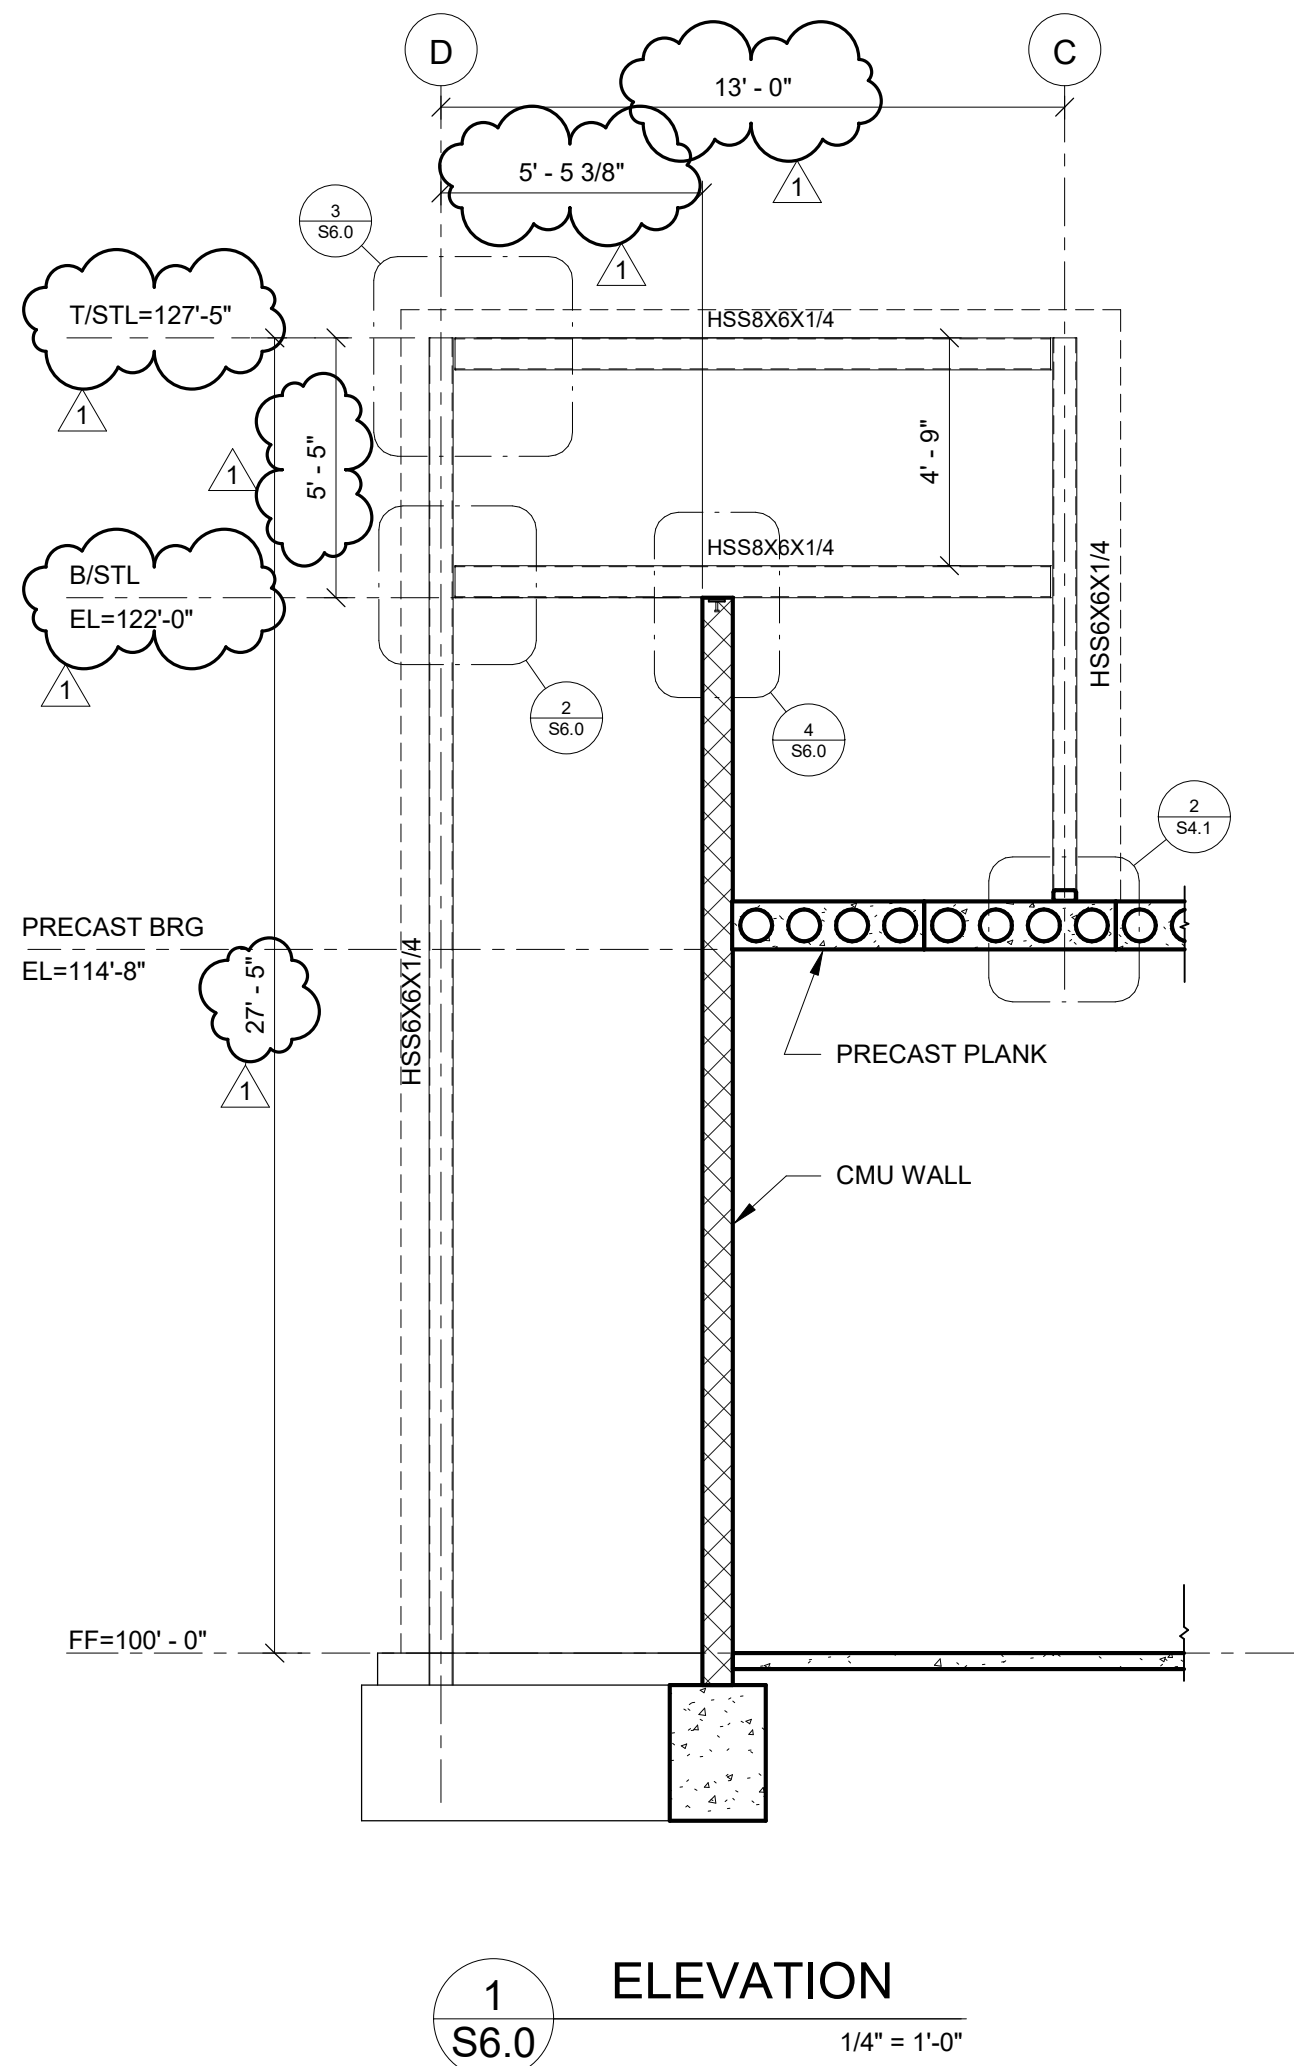 D
C
13' - 0"
1
5' - 5 3/8"
1
3
S6.0
T/STL=127'-5"
1
HSS8X6X1/4
5' - 5"
1
4' - 9"
HSS8X6X1/4
B/STL
EL=122'-0"
1
HSS6X6X1/4
2
S6.0
4
S6.0
2
S4.1
PRECAST BRG
EL=114'-8"
27' - 5"
1
HSS6X6X1/4
PRECAST PLANK
CMU WALL
FF=100' - 0"
1
S6.0
ELEVATION
1/4" = 1'-0"